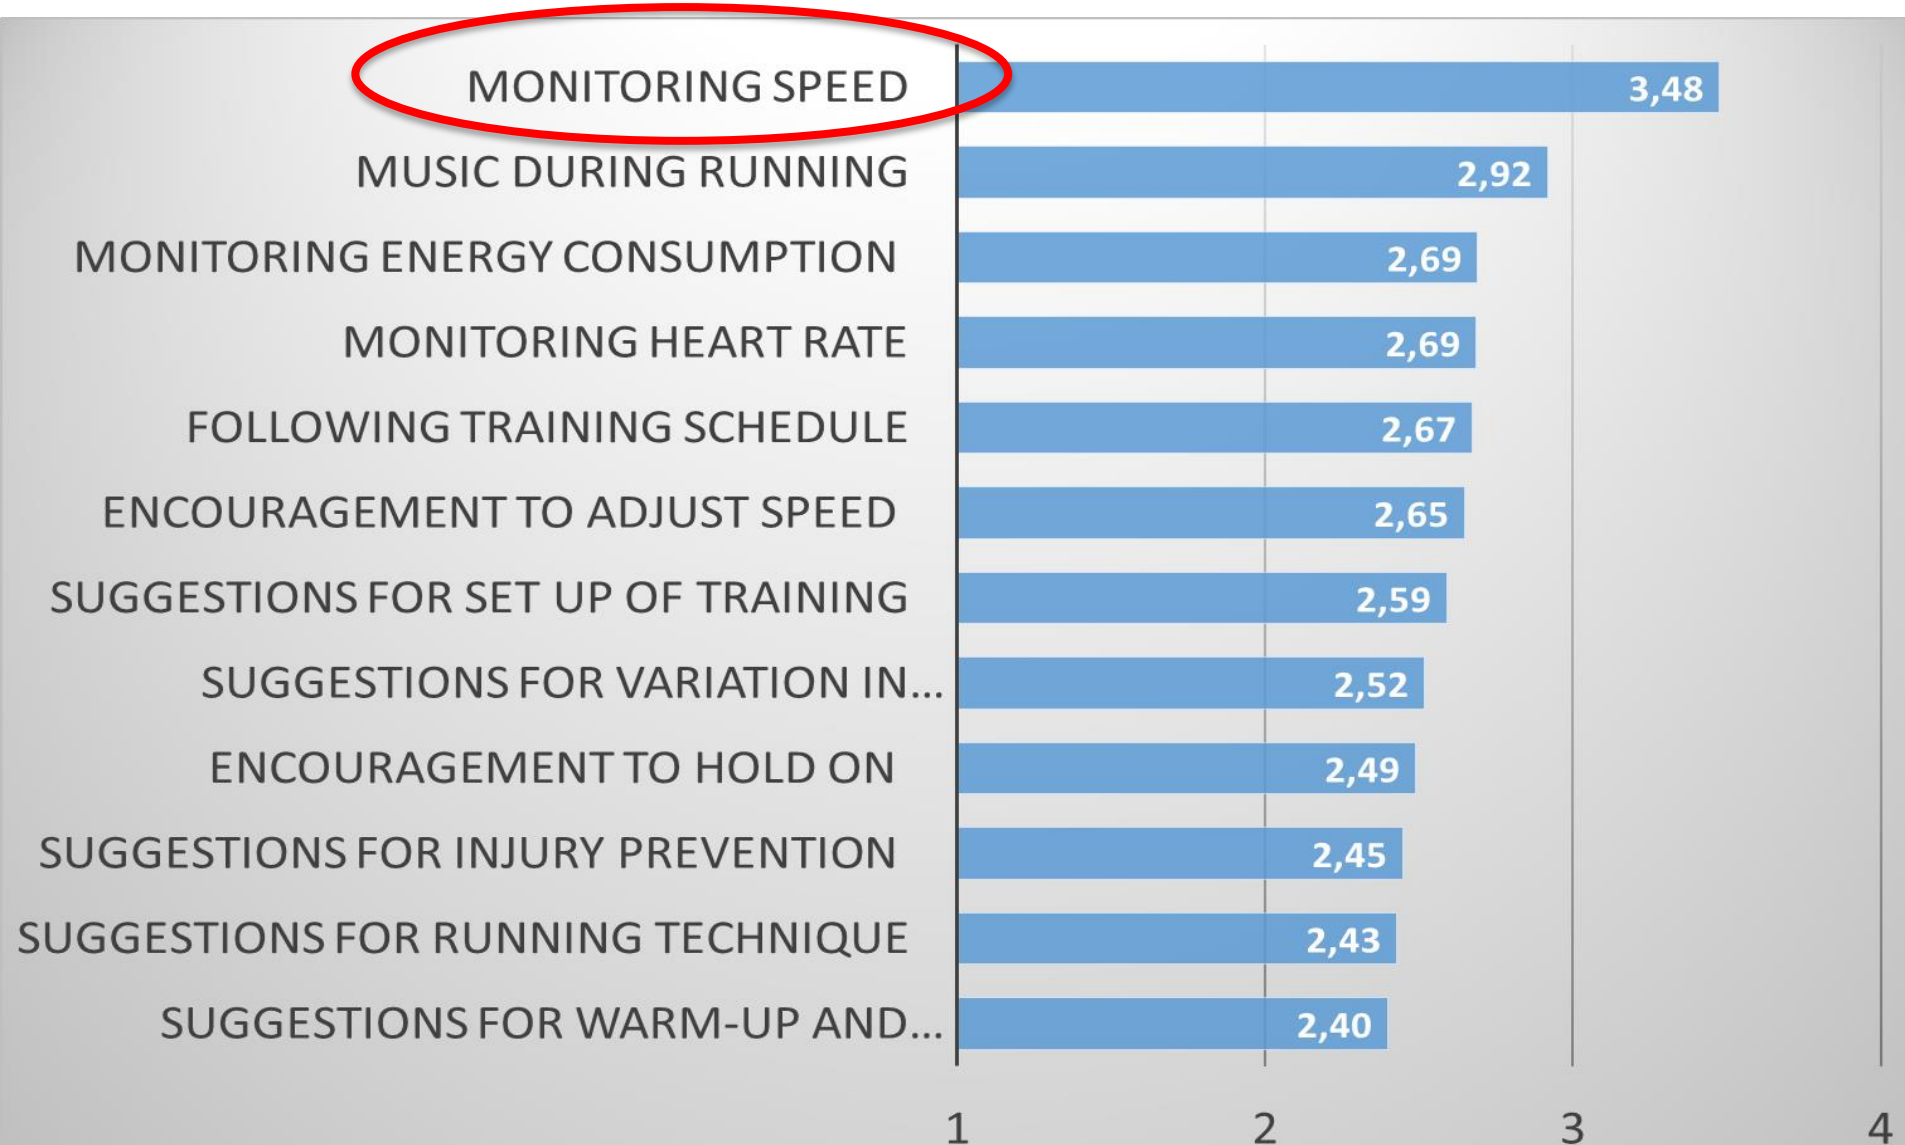 MONITORING SPEED 3,48
MUSIC DURING RUNNING 2,92
MONITORING ENERGY CONSUMPTION 2,69
MONITORING HEART RATE 2,69
FOLLOWING TRAINING SCHEDULE 2,67
ENCOURAGEMENT TO ADJUST SPEED 2,65
SUGGESTIONS FOR SET UP OF TRAINING 2,59
SUGGESTIONS FOR VARIATION IN... 2,52
ENCOURAGEMENT TO HOLD ON 2,49
SUGGESTIONS FOR INJURY PREVENTION 2,45
SUGGESTIONS FOR RUNNING TECHNIQUE 2,43
SUGGESTIONS FOR WARM-UP AND... 2,40
1 2 3 4